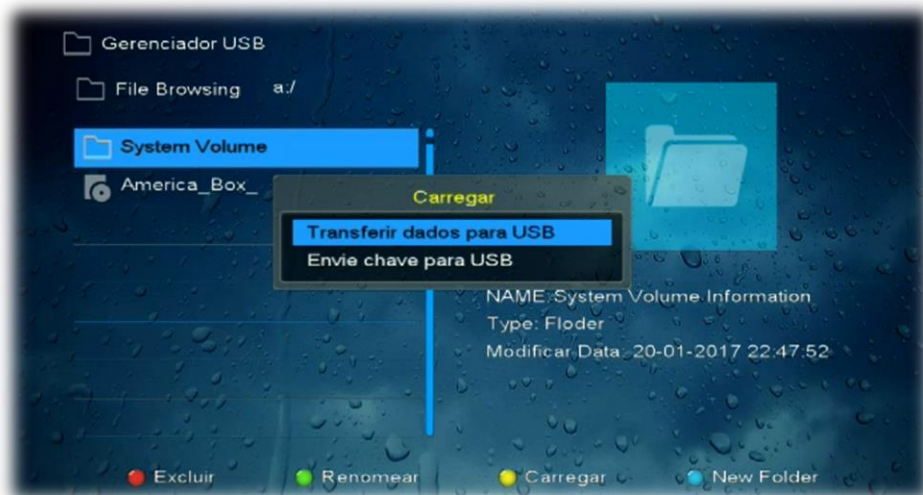 Gerenciador USB
File Browsing a:/
System Volume
America_Box_
Carregar
Transferir dados para USB
Envie chave para USB
NAME:System Volume Information
Type: Floder
Modificar Data: 20-01-2017 22:47:52
Excluir Renomear Carregar New Folder